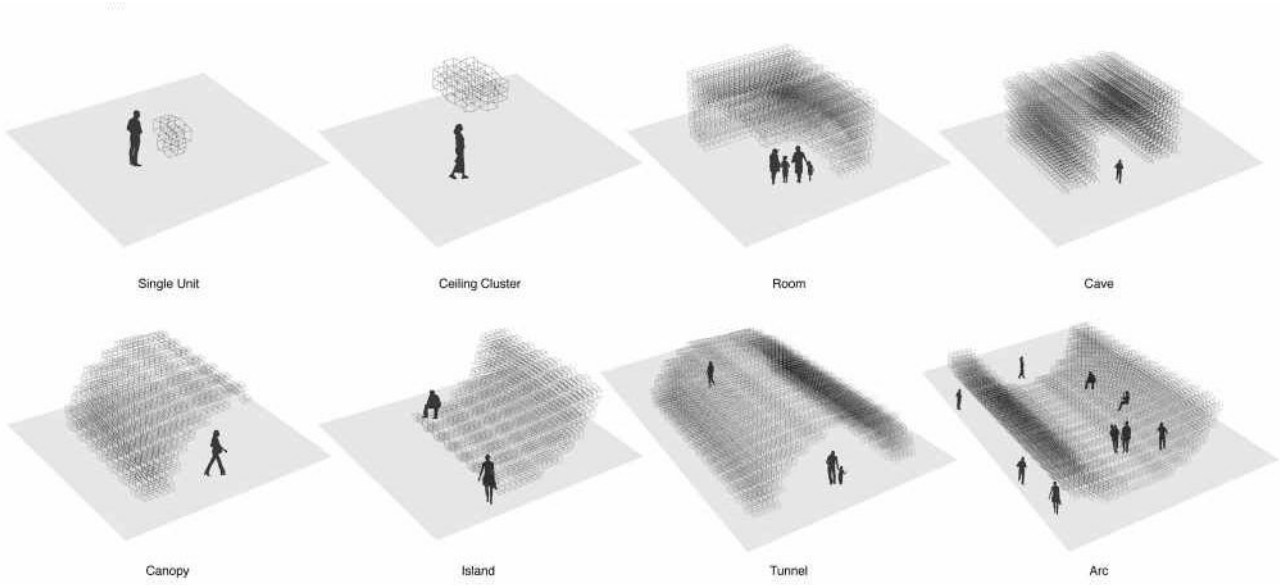 Single Unit
Ceiling Cluster
Room
Cave
Canopy
Island
Tunnel
Arc